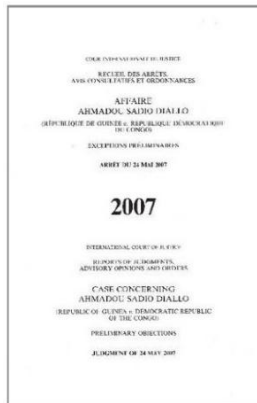 COUR INTERNATIONALE DE JUSTICE
RECUEIL DES ARRÊTS,
AVIS CONSULTATIFS ET ORDONNANCES
AFFAIRE
AHMADOU SADIO DIALLO
(RÉPUBLIQUE DE GUINÉE c. RÉPUBLIQUE DÉMOCRATIQUE
DU CONGO)
EXCEPTIONS PRÉLIMINAIRES
ARRÊT DU 24 MAI 2007
2007
INTERNATIONAL COURT OF JUSTICE
REPORTS OF JUDGMENTS,
ADVISORY OPINIONS AND ORDERS
CASE CONCERNING
AHMADOU SADIO DIALLO
(REPUBLIC OF GUINEA v. DEMOCRATIC REPUBLIC
OF THE CONGO)
PRELIMINARY OBJECTIONS
JUDGMENT OF 24 MAY 2007